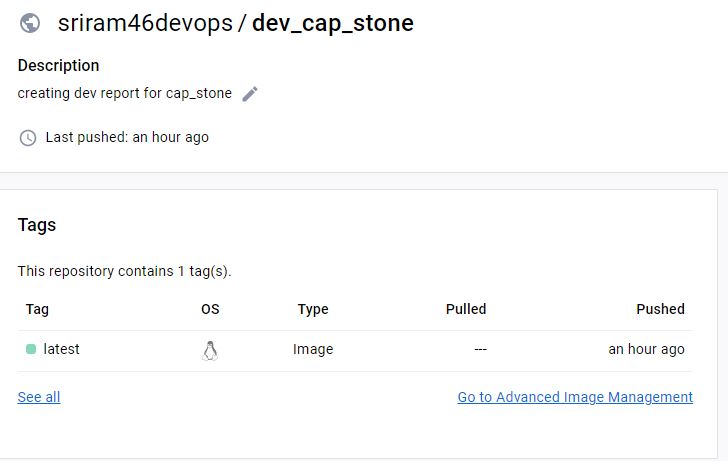 sriram46devops / dev_cap_stone
Description
creating dev report for cap_stone
Last pushed: an hour ago
Tags
This repository contains 1 tag(s).
Tag OS Type Pulled Pushed
latest Image --- an hour ago
See all Go to Advanced Image Management